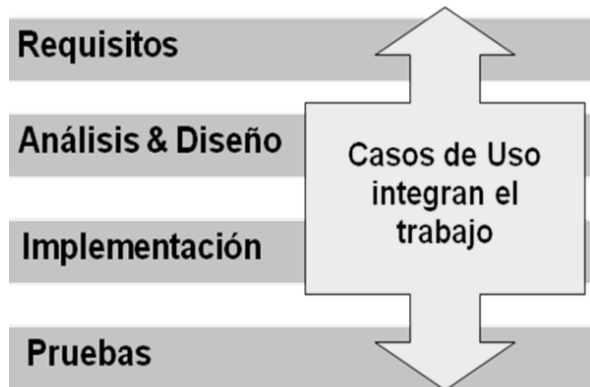 Requisitos
Análisis & Diseño
Casos de Uso
integran el
trabajo
Implementación
Pruebas